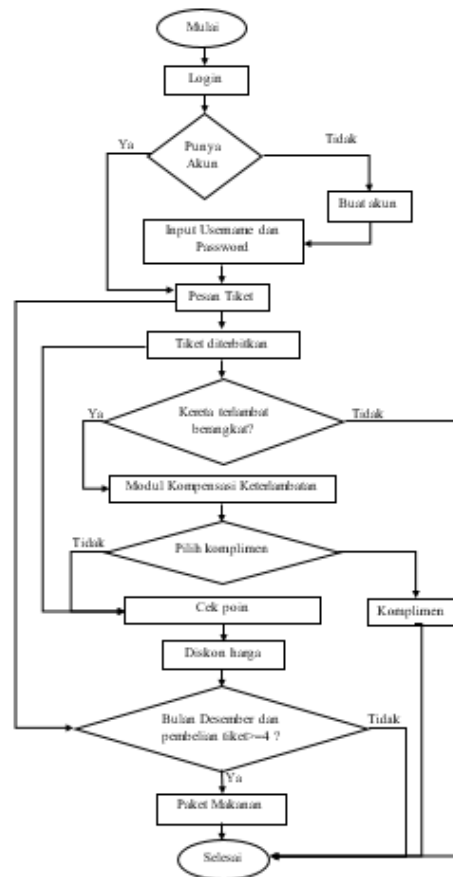 Mulai
Login
Punya
Akun
Ya
Tidak
Buat akun
Input Username dan
Password
Pesan Tiket
Tiket diterbitkan
Kereta terlambat
berangkat?
Ya
Tidak
Modul Kompensasi Keterlambatan
Pilih komplimen
Tidak
Cek poin
Komplimen
Diskon harga
Bulan Desember dan
pembelian tiket>=4 ?
Tidak
Ya
Paket Makanan
Selesai